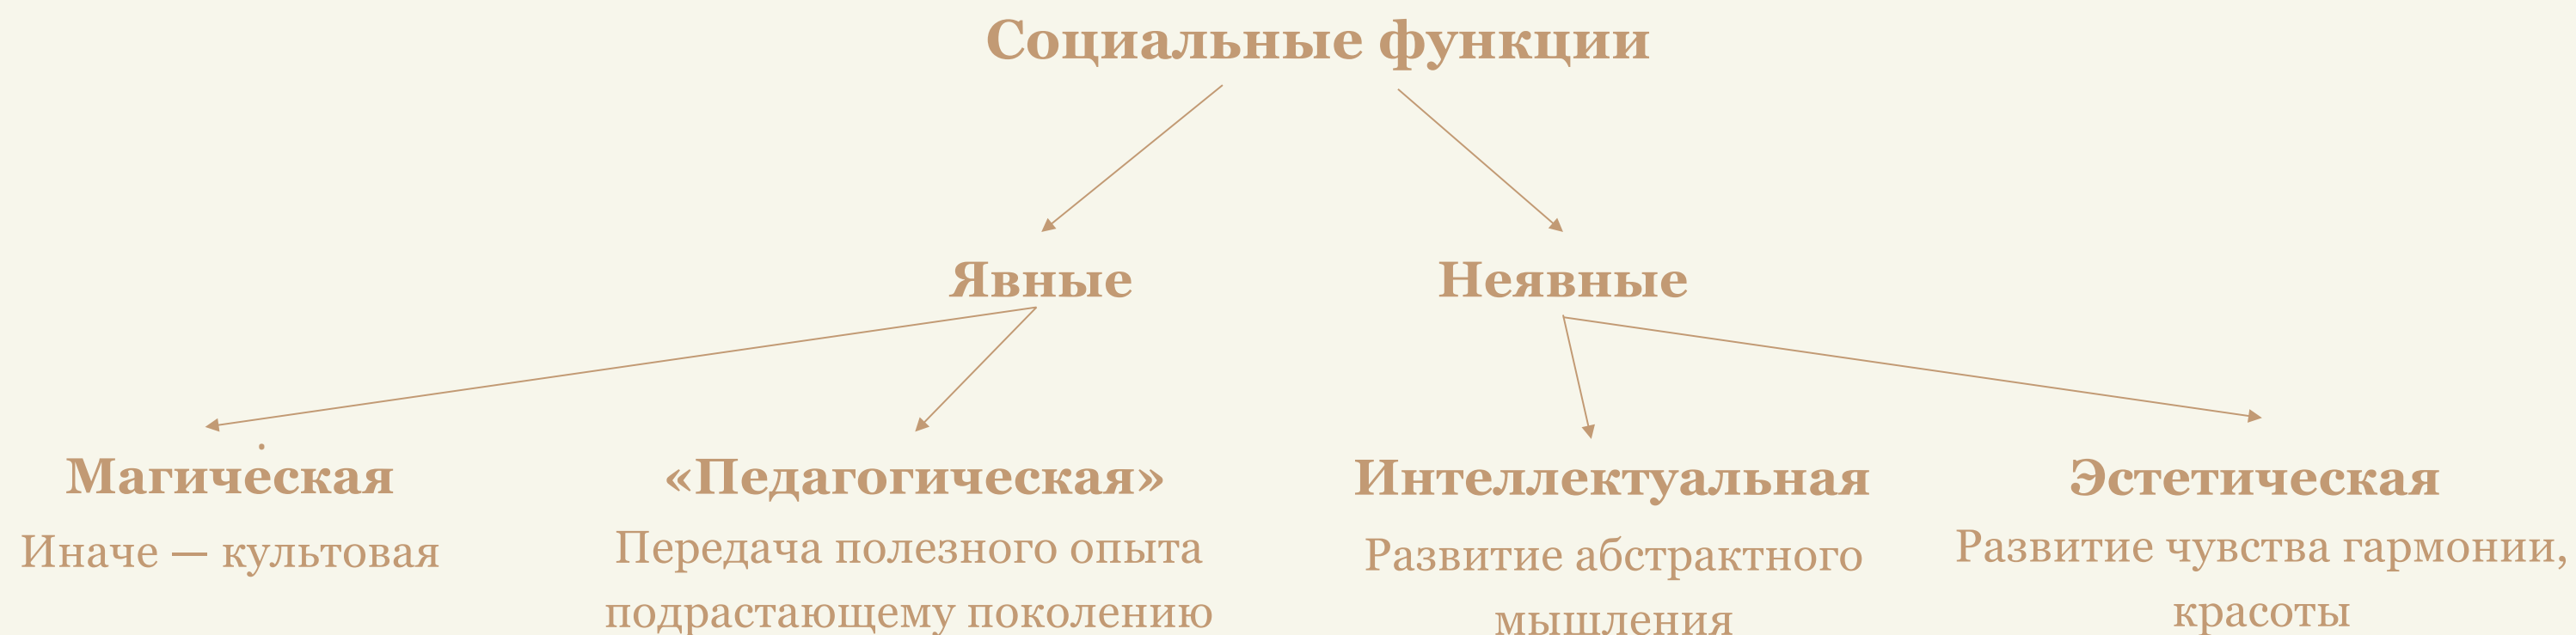 Социальные функции
Явные
Неявные
Магическая
Иначе — культовая
«Педагогическая»
Передача полезного опыта
подрастающему поколению
Интеллектуальная
Развитие абстрактного
мышления
Эстетическая
Развитие чувства гармонии,
красоты